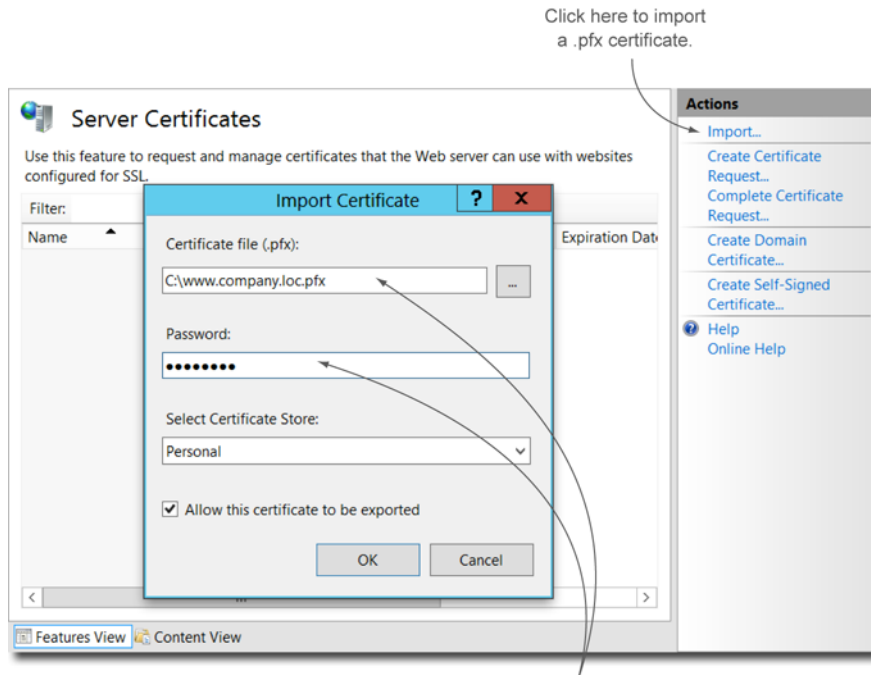 Click here to import
a .pfx certificate.
Server Certificates
Use this feature to request and manage certificates that the Web server can use with websites
configured for SSL.
Filter:
Name
Expiration Date
Import Certificate
?
x
Certificate file (.pfx):
C:\www.company.loc.pfx
...
Password:
••••••••
Select Certificate Store:
Personal
Allow this certificate to be exported
OK
Cancel
Features View
Content View
Actions
Import...
Create Certificate
Request...
Complete Certificate
Request...
Create Domain
Certificate...
Create Self-Signed
Certificate...
Help
Online Help